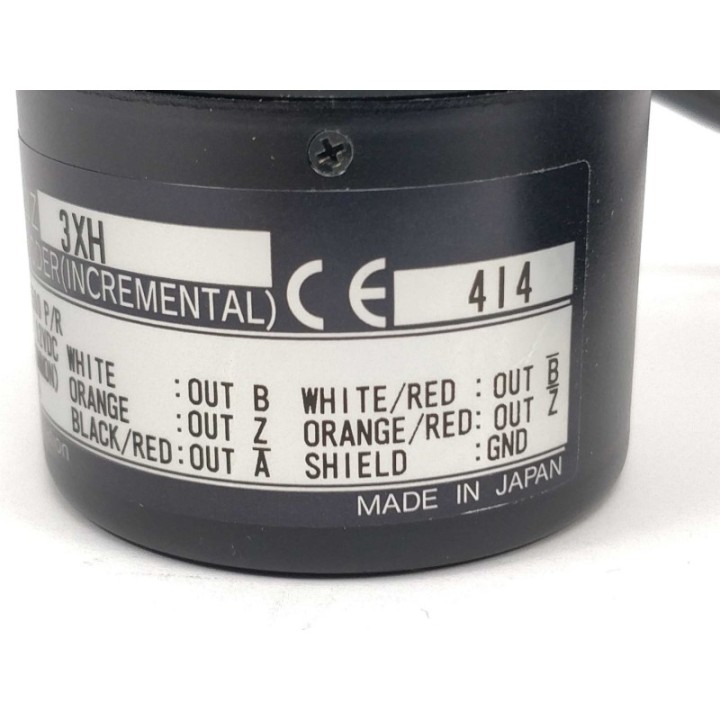 Z 3XH
(INCREMENTAL) CE 414
P/R
WHITE :OUT B WHITE/RED : OUT B̅
ORANGE :OUT Z ORANGE/RED: OUT Z̅
BLACK/RED:OUT A̅ SHIELD :GND
MADE IN JAPAN